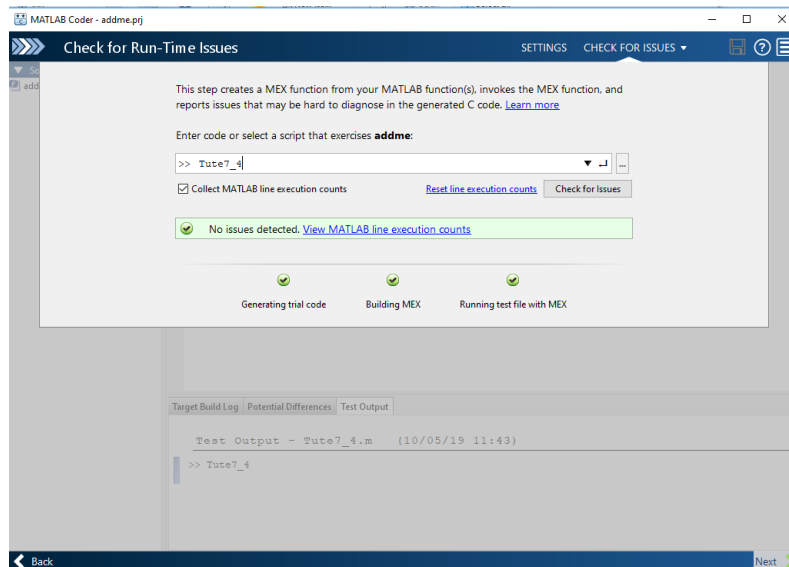 MATLAB Coder - addme.prj
Check for Run-Time Issues
SETTINGS CHECK FOR ISSUES
add
This step creates a MEX function from your MATLAB function(s), invokes the MEX function, and
reports issues that may be hard to diagnose in the generated C code. Learn more
Enter code or select a script that exercises addme:
>> Tute7_4
...
Collect MATLAB line execution counts
Reset line execution counts
Check for Issues
No issues detected. View MATLAB line execution counts
Generating trial code
Building MEX
Running test file with MEX
Target Build Log Potential Differences Test Output
Test Output - Tute7_4.m (10/05/19 11:43)
>> Tute7_4
Back
Next